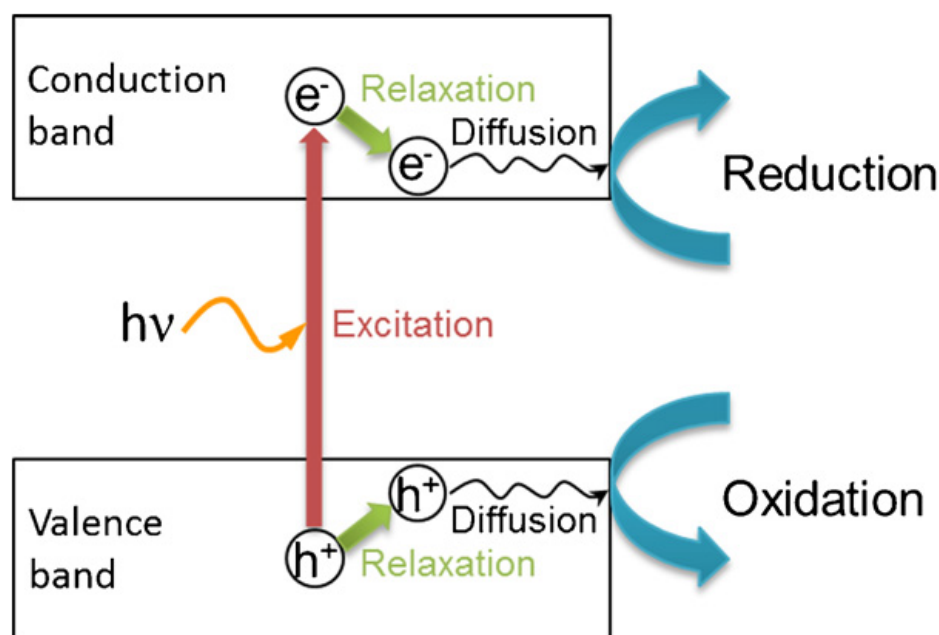 Conduction
band
e⁻
Relaxation
e⁻
Diffusion
Reduction
hν
Excitation
Valence
band
h⁺
Diffusion
h⁺
Relaxation
Oxidation